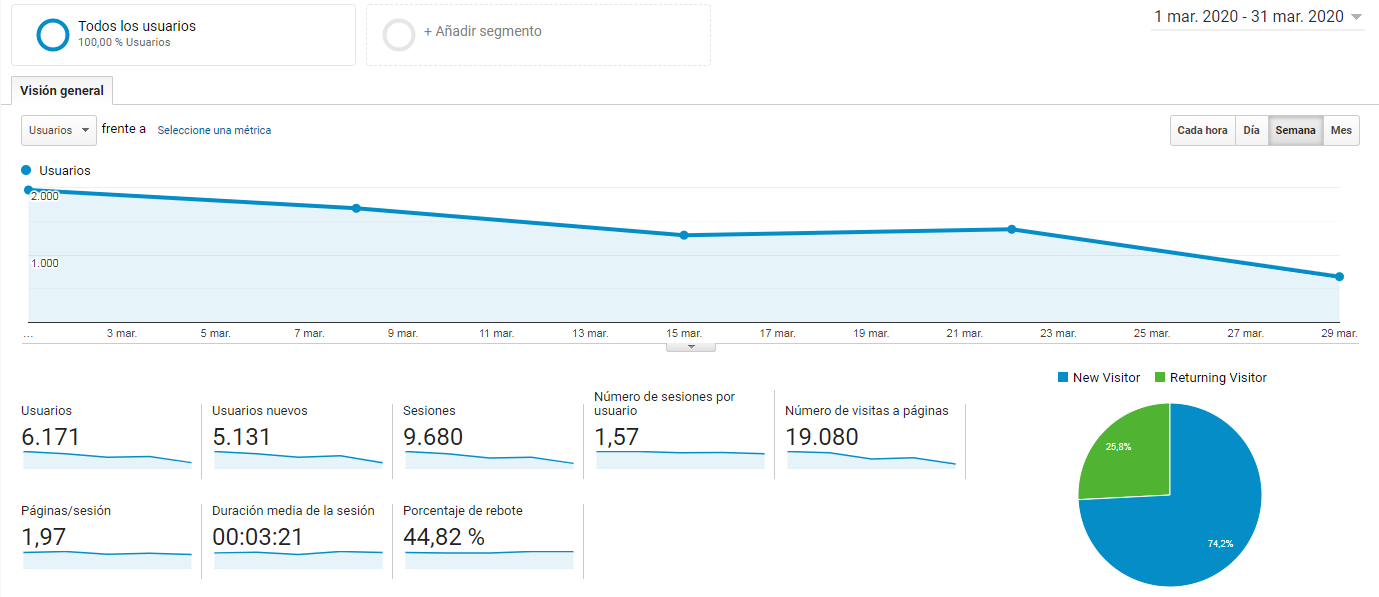 Todos los usuarios
100,00 % Usuarios
+ Añadir segmento
1 mar. 2020 - 31 mar. 2020
Visión general
Usuarios frente a Seleccione una métrica
Cada hora Día Semana Mes
Usuarios
2.000
1.000
... 3 mar. 5 mar. 7 mar. 9 mar. 11 mar. 13 mar. 15 mar. 17 mar. 19 mar. 21 mar. 23 mar. 25 mar. 27 mar. 29 mar.
New Visitor Returning Visitor
Usuarios
6.171
Usuarios nuevos
5.131
Sesiones
9.680
Número de sesiones por
usuario
1,57
Número de visitas a páginas
19.080
Páginas/sesión
1,97
Duración media de la sesión
00:03:21
Porcentaje de rebote
44,82 %
25,8%
74,2%